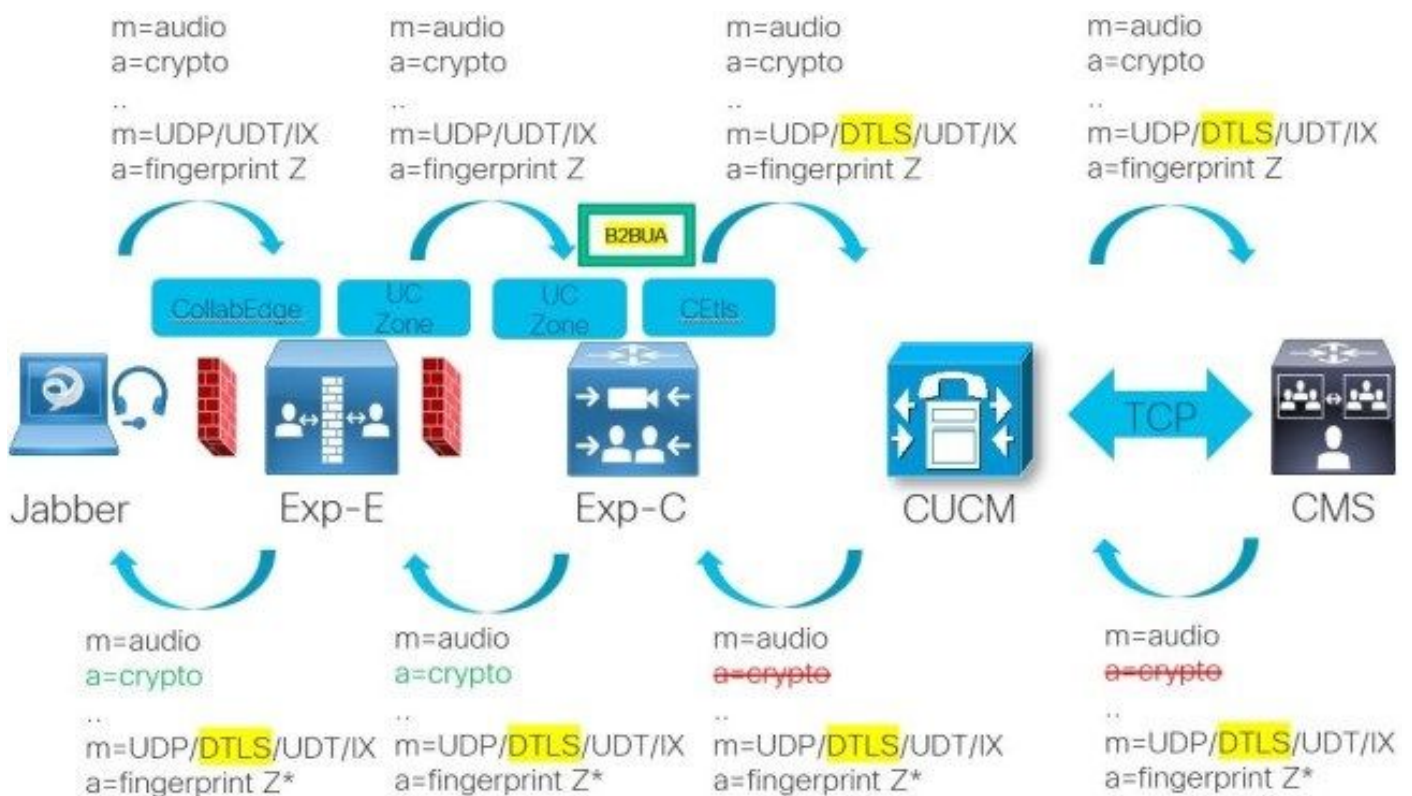 m=audio
a=crypto
..
m=UDP/UDT/IX
a=fingerprint Z
m=audio
a=crypto
..
m=UDP/UDT/IX
a=fingerprint Z
m=audio
a=crypto
..
m=UDP/DTLS/UDT/IX
a=fingerprint Z
m=audio
a=crypto
..
m=UDP/DTLS/UDT/IX
a=fingerprint Z
B2BUA
CollabEdge
UC
Zone
UC
Zone
CEtls
TCP
Jabber
Exp-E
Exp-C
CUCM
CMS
m=audio
a=crypto
..
m=UDP/DTLS/UDT/IX
a=fingerprint Z*
m=audio
a=crypto
..
m=UDP/DTLS/UDT/IX
a=fingerprint Z*
m=audio
a=crypto
..
m=UDP/DTLS/UDT/IX
a=fingerprint Z*
m=audio
a=crypto
..
m=UDP/DTLS/UDT/IX
a=fingerprint Z*